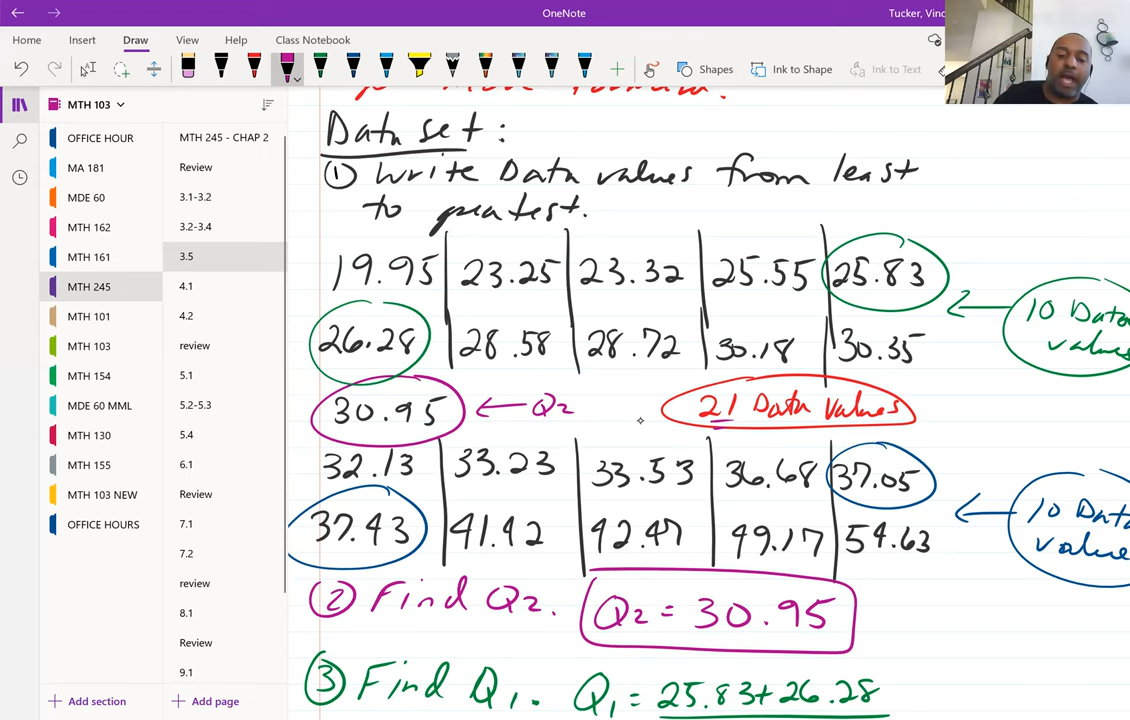 OneNote
Tucker, Vinc
Home Insert Draw View Help Class Notebook
Shapes Ink to Shape Ink to Text
MTH 103
OFFICE HOUR
MA 181
MDE 60
MTH 162
MTH 161
MTH 245
MTH 101
MTH 103
MTH 154
MDE 60 MML
MTH 130
MTH 155
MTH 103 NEW
OFFICE HOURS
Add section
MTH 245 - CHAP 2
Review
3.1-3.2
3.2-3.4
3.5
4.1
4.2
review
5.1
5.2-5.3
5.4
6.1
Review
7.1
7.2
review
8.1
Review
9.1
Add page
Move forward.
Data set:
① Write Data values from least
to greatest.
19.95 23.25 23.32 25.55 25.83
26.28 28.58 28.72 30.18 30.35
10 Data
values
30.95 ← Q2 21 Data Values
32.13 33.23 33.53 36.68 37.05
37.43 41.42 42.47 49.17 54.63
10 Data
value
② Find Q2. Q2 = 30.95
③ Find Q1. Q1 = 25.83+26.28